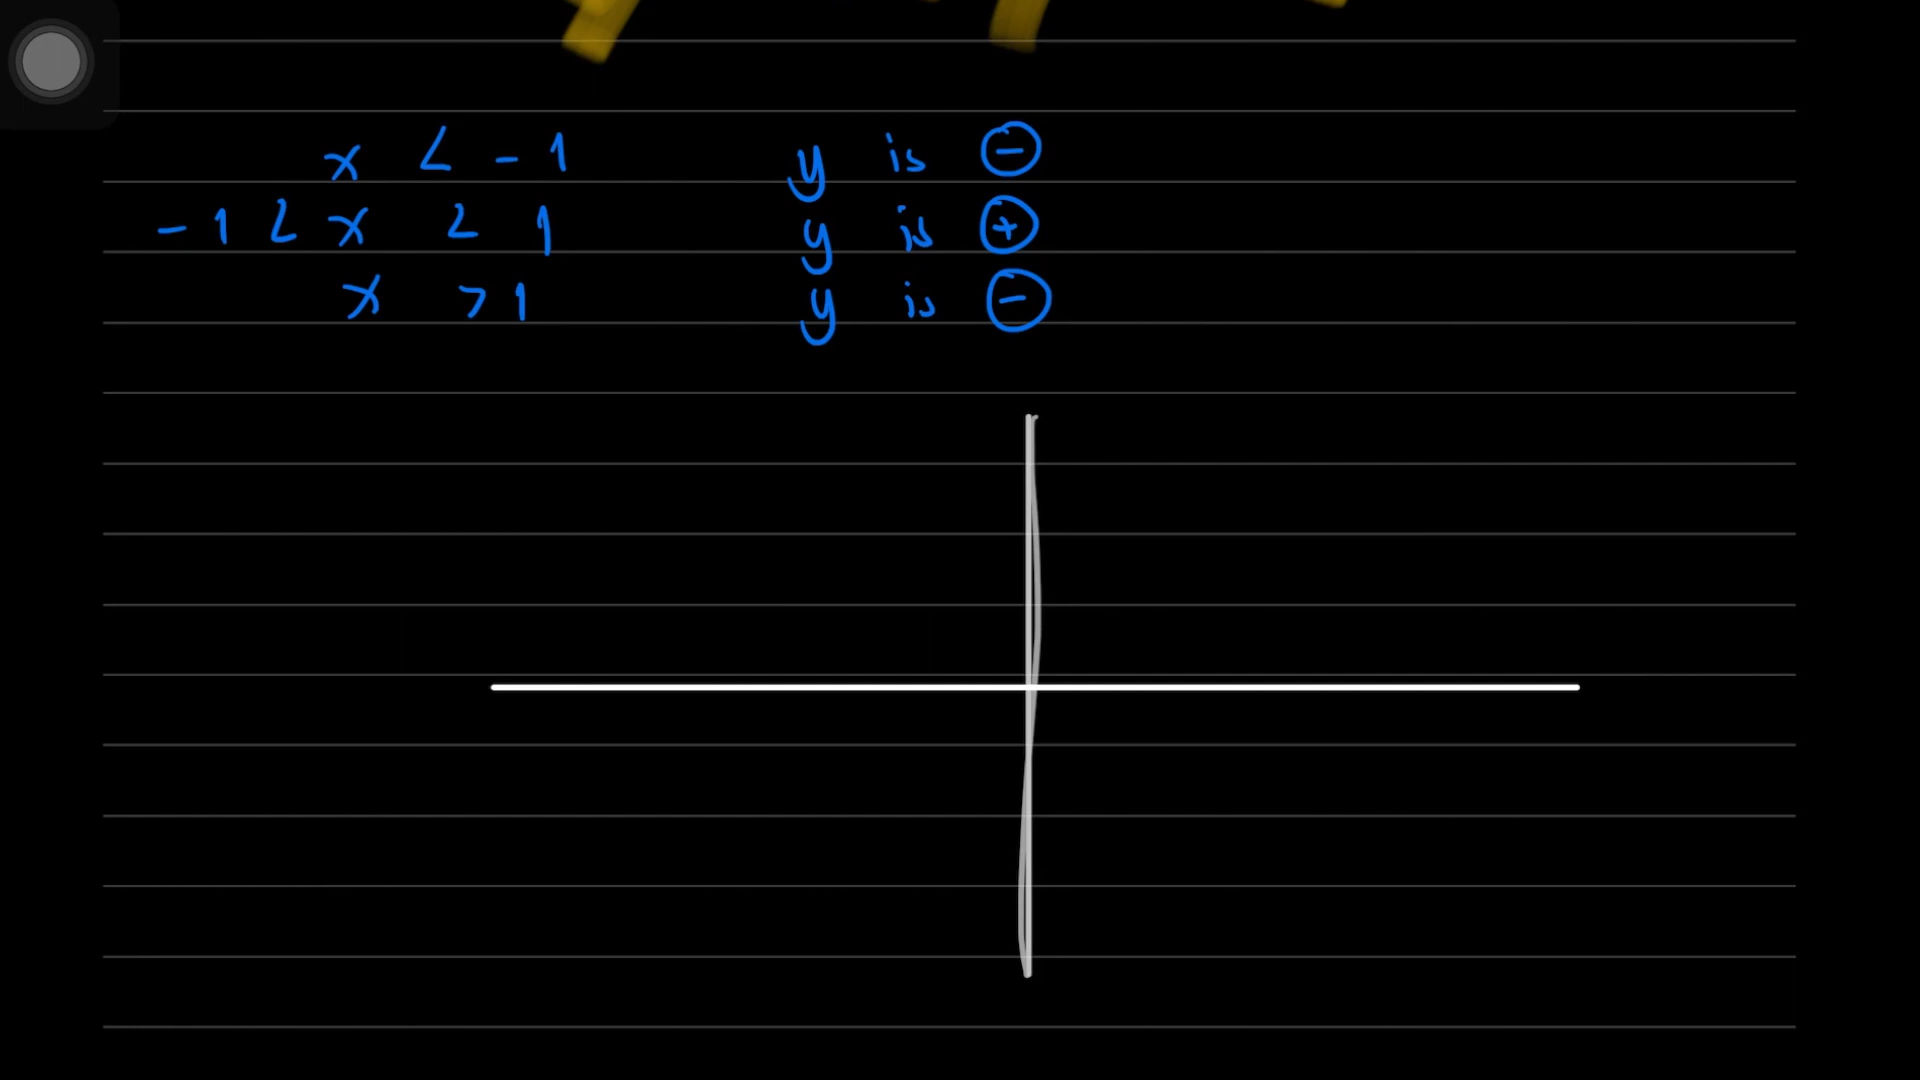 x < - 1 y is ⊖
- 1 < x < 1 y is ⊕
x > 1 y is ⊖